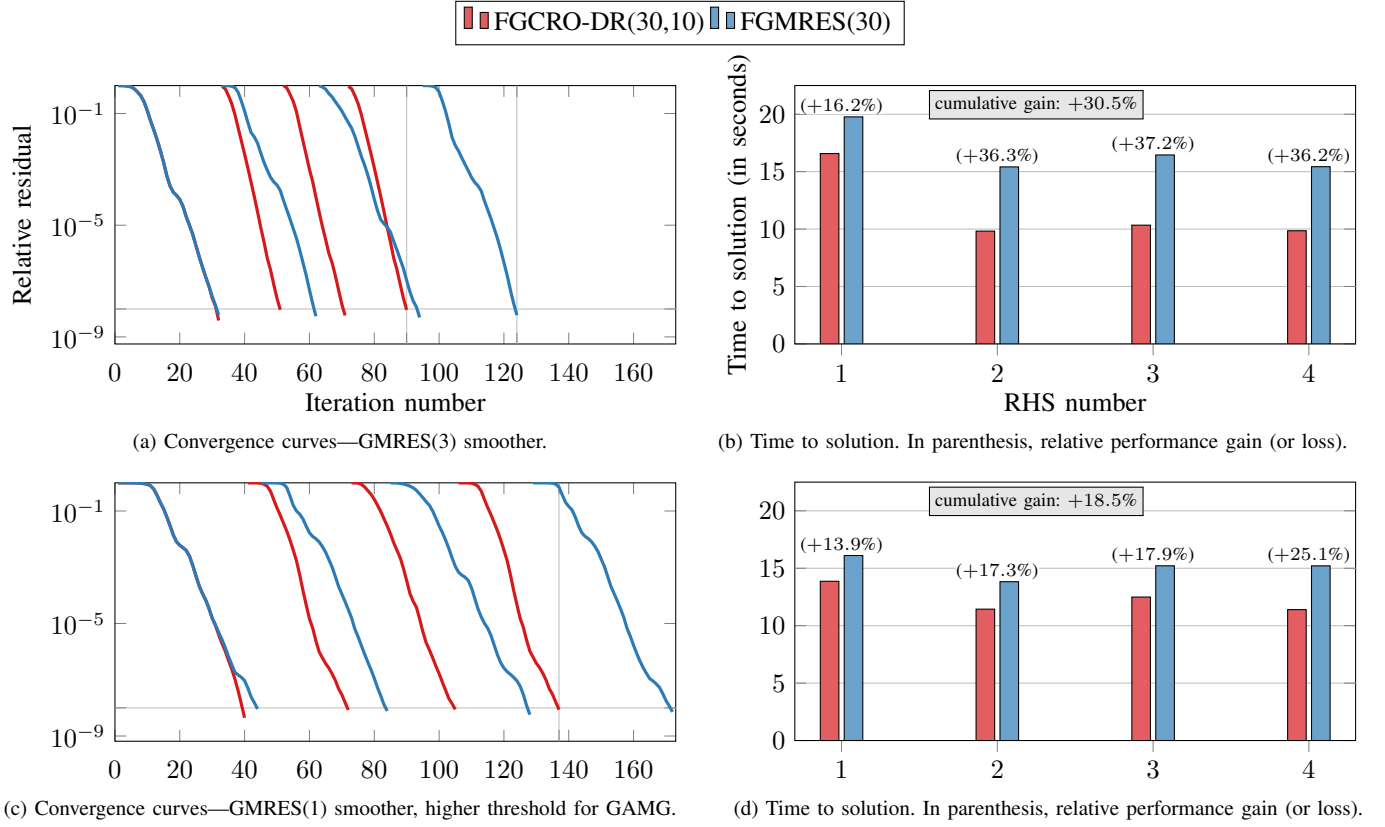 FGCRO-DR(30,10) FGMRES(30)
10^−1
10^−5
10^−9
Relative residual
0 20 40 60 80 100 120 140 160
Iteration number
(a) Convergence curves—GMRES(3) smoother.
Time to solution (in seconds)
20
15
10
5
0
cumulative gain: +30.5%
(+16.2%)
(+36.3%)
(+37.2%)
(+36.2%)
1 2 3 4
RHS number
(b) Time to solution. In parenthesis, relative performance gain (or loss).
10^−1
10^−5
10^−9
0 20 40 60 80 100 120 140 160
(c) Convergence curves—GMRES(1) smoother, higher threshold for GAMG.
20
15
10
5
0
cumulative gain: +18.5%
(+13.9%)
(+17.3%)
(+17.9%)
(+25.1%)
1 2 3 4
(d) Time to solution. In parenthesis, relative performance gain (or loss).